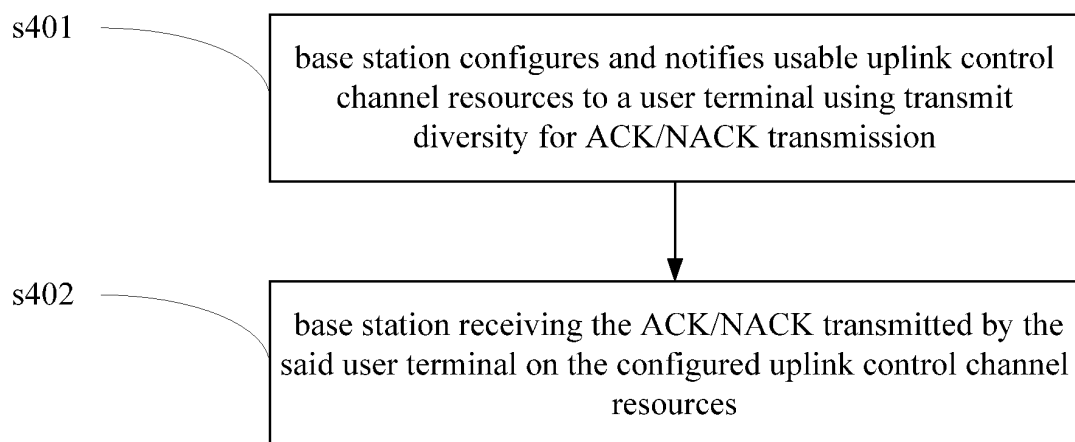 s401
base station configures and notifies usable uplink control
channel resources to a user terminal using transmit
diversity for ACK/NACK transmission
s402
base station receiving the ACK/NACK transmitted by the
said user terminal on the configured uplink control channel
resources